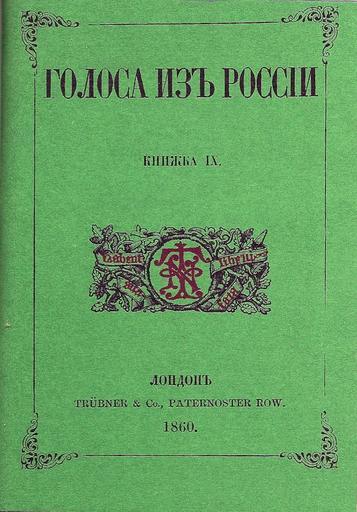 ГОЛОСА ИЗЪ РОССІИ
КНИЖКА IX.
Habent
sua
fata
libelli
ЛОНДОНЪ
TRÜBNER & Co., PATERNOSTER ROW.
1860.